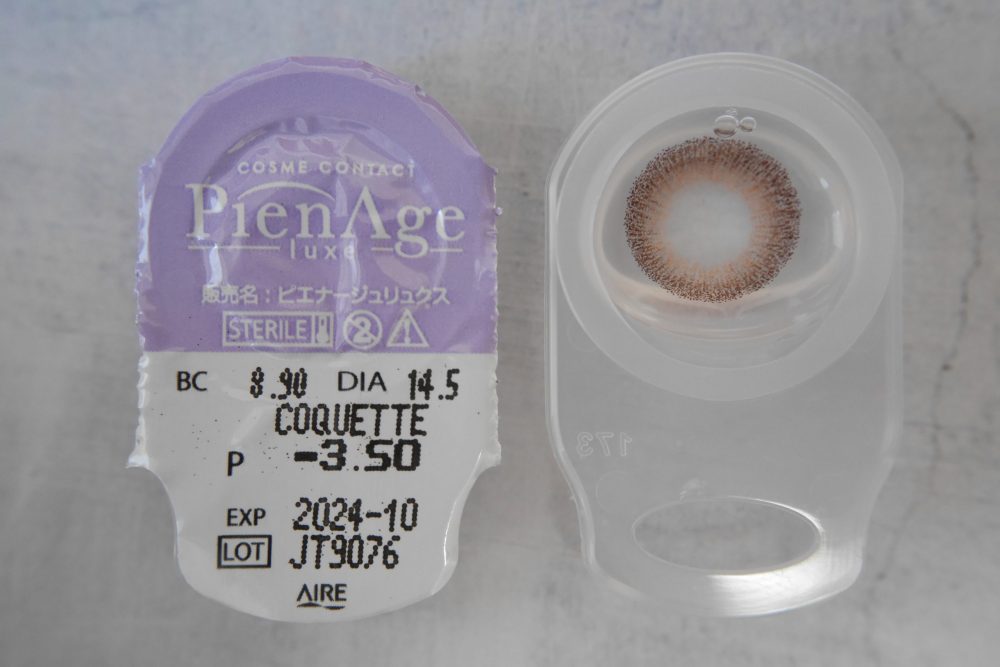 COSME CONTACT
PienAge
luxe
販売名：ピエナージュリュクス
STERILE 2
BC 8.90 DIA 14.5
COQUETTE
P -3.50
EXP 2024-10
LOT JT9076
AIRE
173